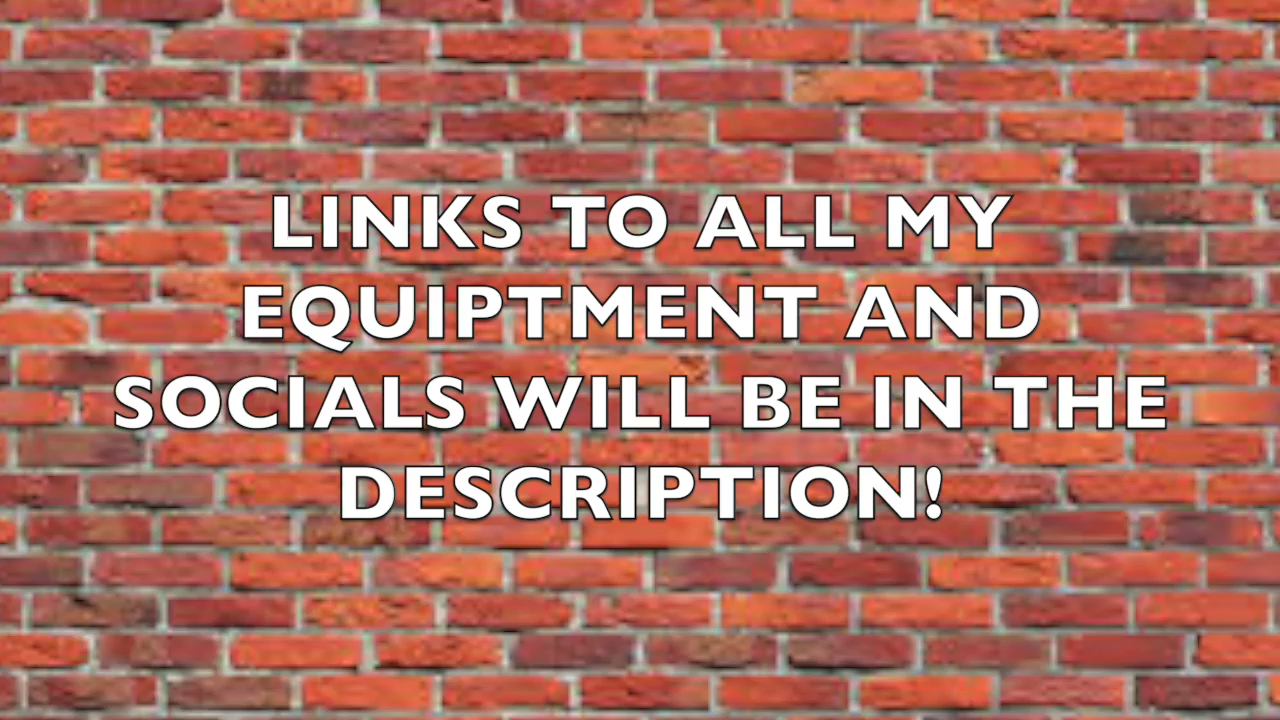 LINKS TO ALL MY
EQUIPTMENT AND
SOCIALS WILL BE IN THE
DESCRIPTION!